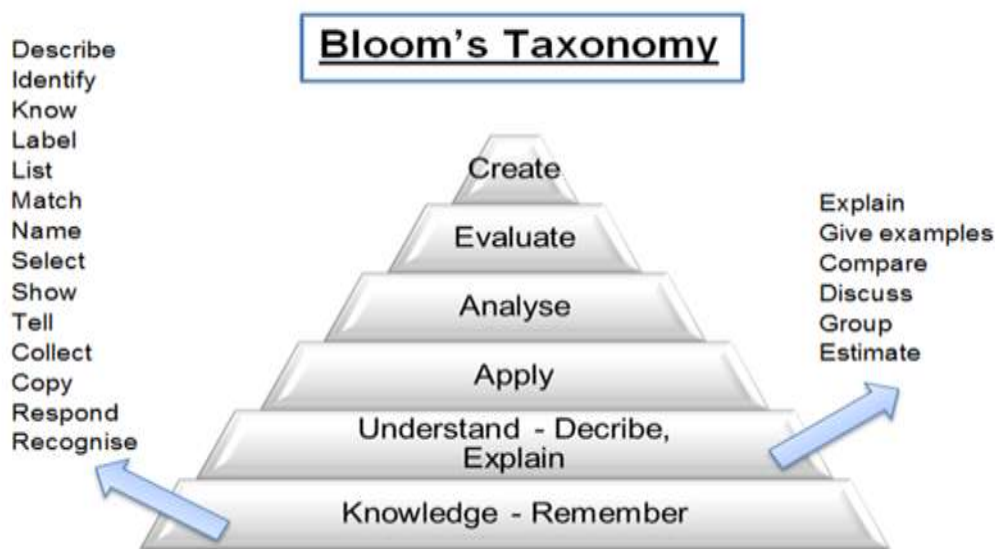 Bloom's Taxonomy
Describe
Identify
Know
Label
List
Match
Name
Select
Show
Tell
Collect
Copy
Respond
Recognise
Create
Evaluate
Analyse
Apply
Understand - Decribe,
Explain
Knowledge - Remember
Explain
Give examples
Compare
Discuss
Group
Estimate